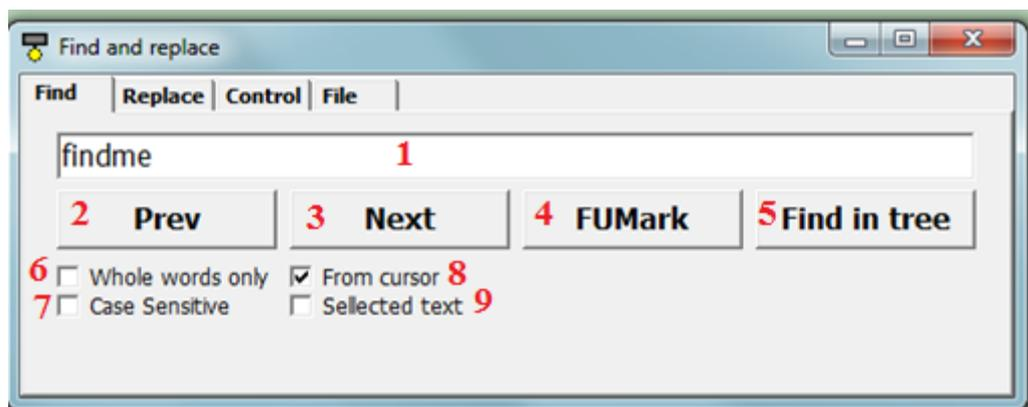 Find and replace
Find Replace Control File
findme 1
2 Prev 3 Next 4 FUMark 5 Find in tree
6 Whole words only From cursor 8
7 Case Sensitive Sellected text 9